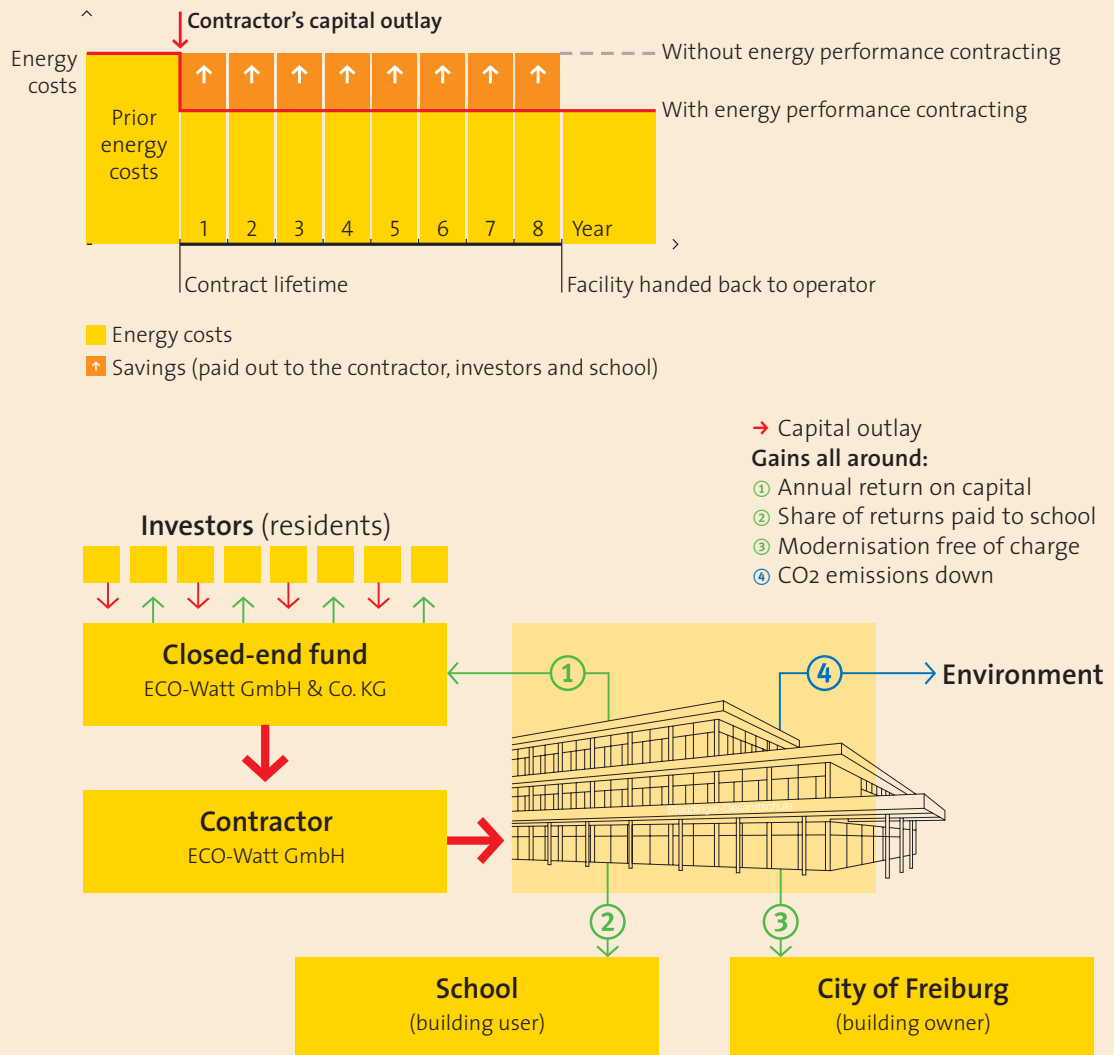 Contractor’s capital outlay
Energy
costs
Without energy performance contracting
With energy performance contracting
Prior
energy
costs
1 2 3 4 5 6 7 8 Year
Contract lifetime
Facility handed back to operator
Energy costs
Savings (paid out to the contractor, investors and school)
Capital outlay
Gains all around:
1 Annual return on capital
2 Share of returns paid to school
3 Modernisation free of charge
4 CO2 emissions down
Investors (residents)
Closed-end fund
ECO-Watt GmbH & Co. KG
1
4
Environment
Contractor
ECO-Watt GmbH
2
3
School
(building user)
City of Freiburg
(building owner)